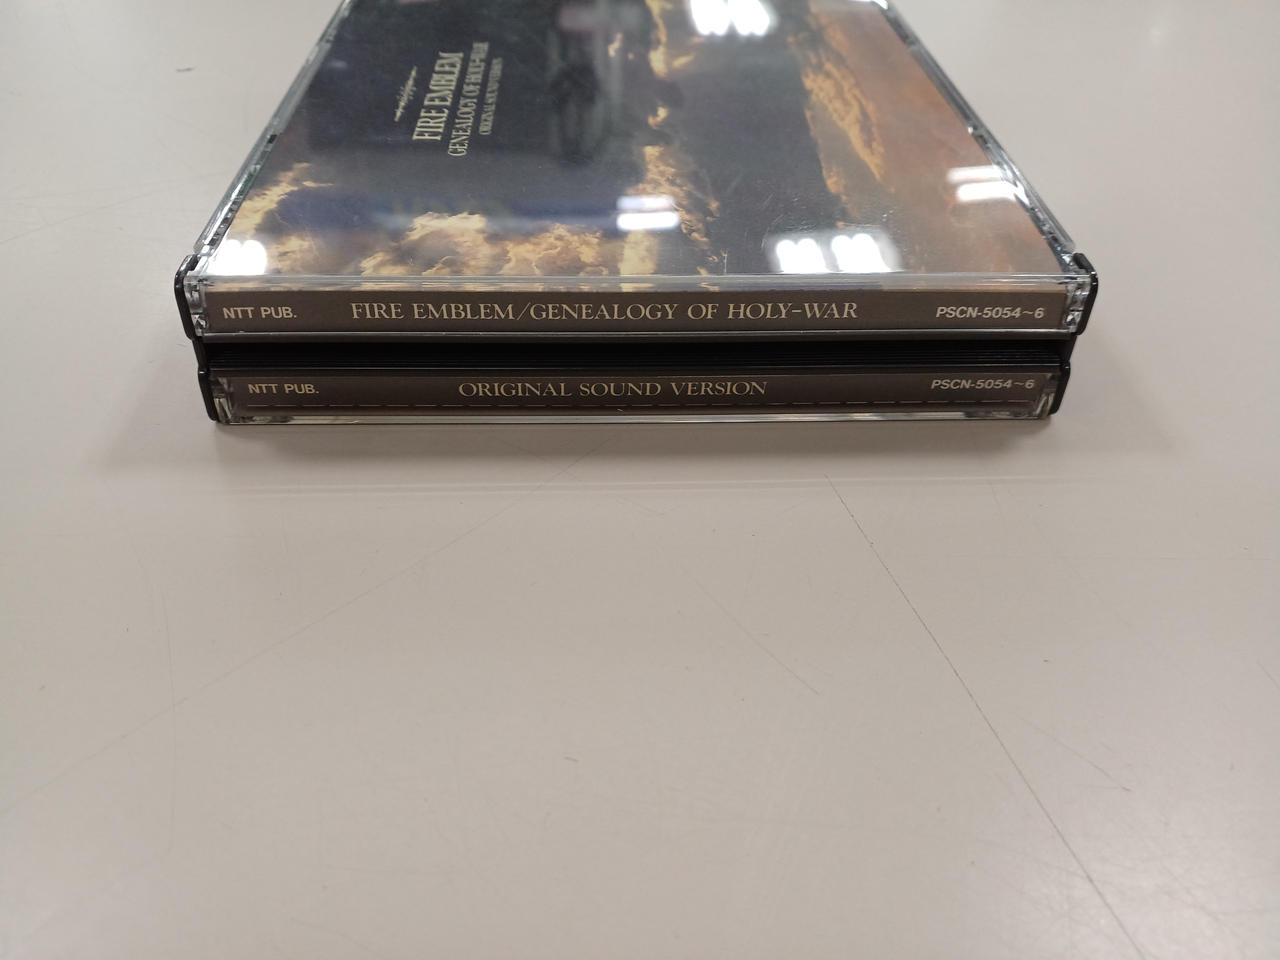 FIRE EMBLEM
GENEALOGY OF HOLY-WAR
ORIGINAL SOUND VERSION
NTT PUB. FIRE EMBLEM/GENEALOGY OF HOLY-WAR PSCN-5054~6
NTT PUB. ORIGINAL SOUND VERSION PSCN-5054~6